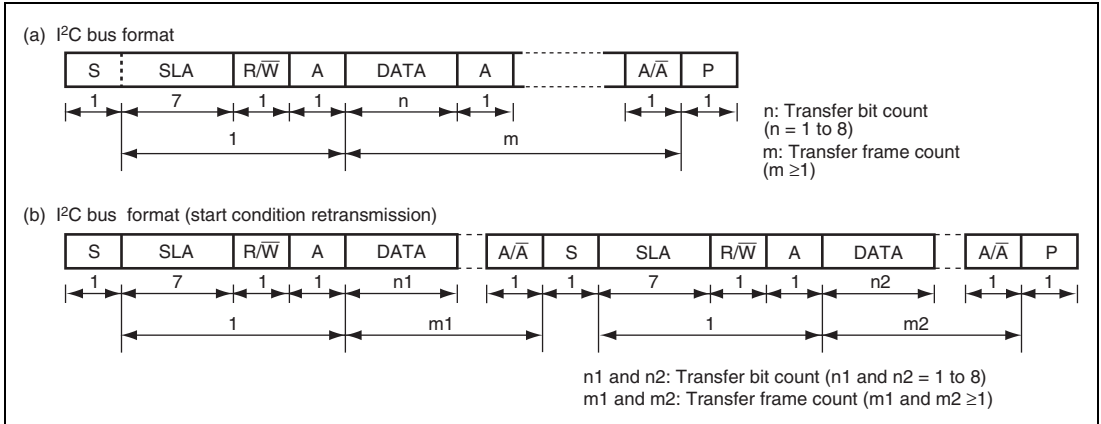 (a) I²C bus format
S SLA R/W̅ A DATA A A/A̅ P
1 7 1 1 n 1 1 1
1 m
n: Transfer bit count
(n = 1 to 8)
m: Transfer frame count
(m ≥1)
(b) I²C bus format (start condition retransmission)
S SLA R/W̅ A DATA A/A̅ S SLA R/W̅ A DATA A/A̅ P
1 7 1 1 n1 1 1 7 1 1 n2 1 1
1 m1 1 m2
n1 and n2: Transfer bit count (n1 and n2 = 1 to 8)
m1 and m2: Transfer frame count (m1 and m2 ≥1)